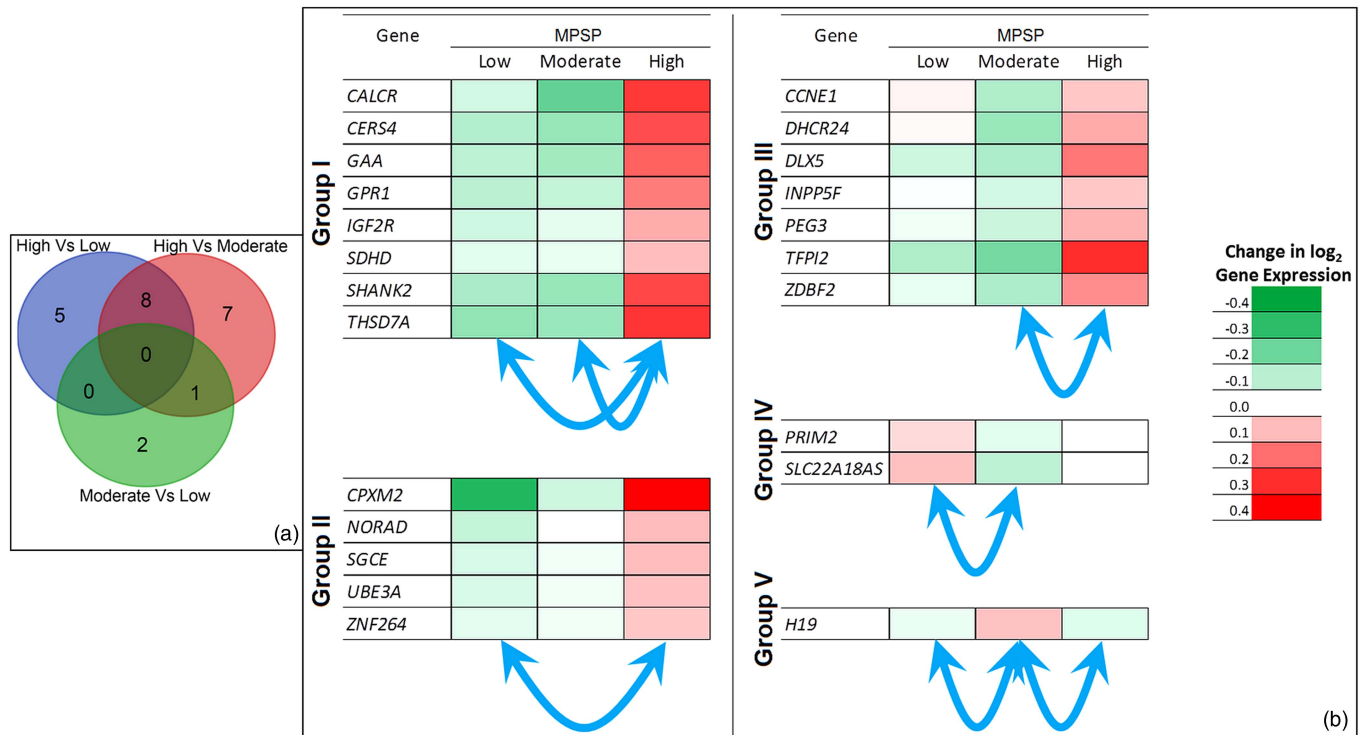 High Vs Low
High Vs Moderate
5
8
7
0
0
1
2
Moderate Vs Low
(a)
Gene
MPSP
Low
Moderate
High
Group I
CALCR
CERS4
GAA
GPR1
IGF2R
SDHD
SHANK2
THSD7A
Group II
CPXM2
NORAD
SGCE
UBE3A
ZNF264
Gene
MPSP
Low
Moderate
High
Group III
CCNE1
DHCR24
DLX5
INPP5F
PEG3
TFPI2
ZDBF2
Group IV
PRIM2
SLC22A18AS
Group V
H19
Change in log2
Gene Expression
-0.4
-0.3
-0.2
-0.1
0.0
0.1
0.2
0.3
0.4
(b)